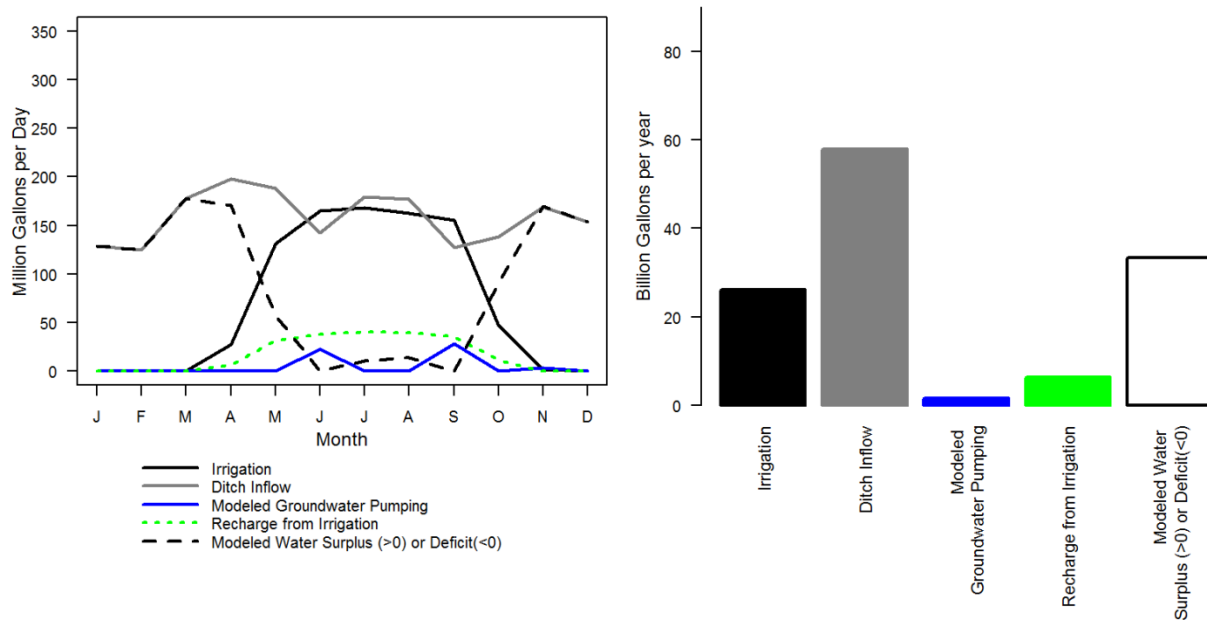 Million Gallons per Day
350
300
250
200
150
100
50
0
J F M A M J J A S O N D
Month
Irrigation
Ditch Inflow
Modeled Groundwater Pumping
Recharge from Irrigation
Modeled Water Surplus (>0) or Deficit(<0)
Billion Gallons per year
80
60
40
20
0
Irrigation
Ditch Inflow
Modeled
Groundwater Pumping
Recharge from Irrigation
Modeled Water
Surplus (>0) or Deficit(<0)